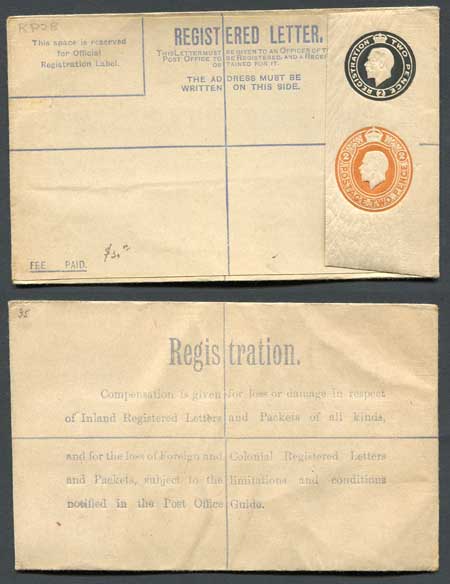 RP28
This space is reserved
for Official
Registration Label.
REGISTERED LETTER.
THIS LETTER MUST BE GIVEN TO AN OFFICER OF T
POST OFFICE TO BE REGISTERED, AND A RECEI
OBTAINED FOR IT.
THE ADDRESS MUST BE
WRITTEN ON THIS SIDE.
REGISTRATION TWO PENCE
2
2 2
POSTAGE TWO PENCE
FEE PAID.
35
Registration.
Compensation is given for loss or damage in respect
of Inland Registered Letters and Packets of all kinds,
and for the loss of Foreign and Colonial Registered Letters
and Packets, subject to the limitations and conditions
notified in the Post Office Guide.